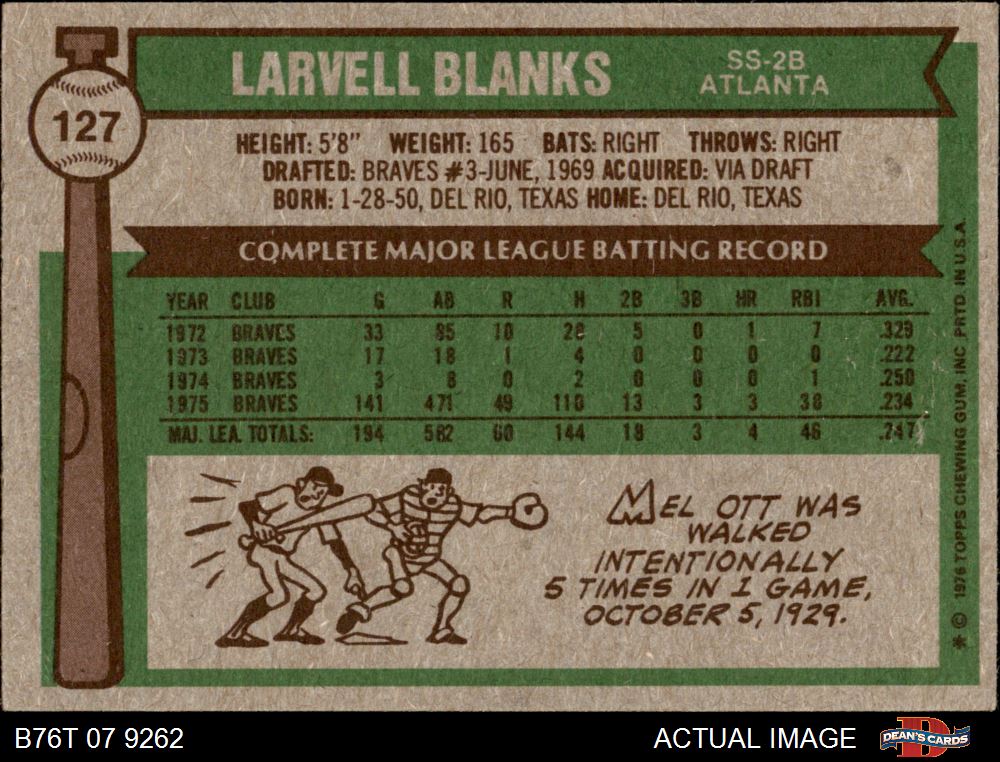 LARVELL BLANKS
SS-2B
ATLANTA
127
HEIGHT: 5'8" WEIGHT: 165 BATS: RIGHT THROWS: RIGHT
DRAFTED: BRAVES #3-JUNE, 1969 ACQUIRED: VIA DRAFT
BORN: 1-28-50, DEL RIO, TEXAS HOME: DEL RIO, TEXAS
COMPLETE MAJOR LEAGUE BATTING RECORD
YEAR CLUB G AB R H 2B 3B HR RBI AVG.
1972 BRAVES 33 85 10 28 5 0 1 7 .329
1973 BRAVES 17 18 1 4 0 0 0 0 .222
1974 BRAVES 3 8 0 2 0 0 0 1 .250
1975 BRAVES 141 471 49 110 13 3 3 38 .234
MAJ. LEA. TOTALS: 194 582 60 144 18 3 4 46 .247
MEL OTT WAS
WALKED
INTENTIONALLY
5 TIMES IN 1 GAME,
OCTOBER 5, 1929.
* © 1976 TOPPS CHEWING GUM, INC. PRTD. IN U.S.A.
B76T 07 9262
ACTUAL IMAGE
D
DEAN'S CARDS